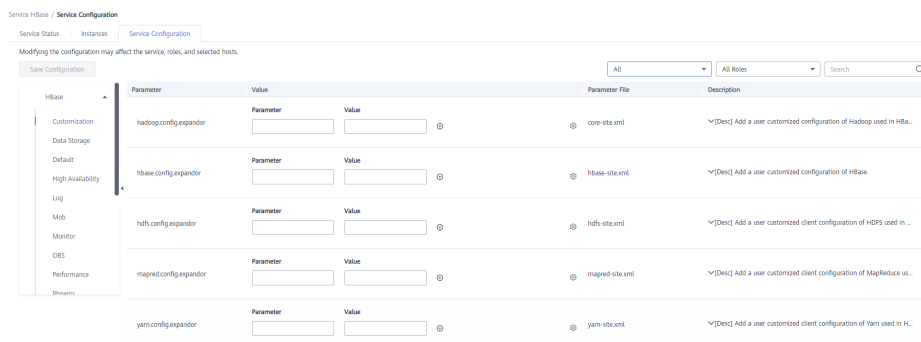 Service HBase / Service Configuration
Service Status Instances Service Configuration
Modifying the configuration may affect the service, roles, and selected hosts.
Save Configuration All All Roles Search
HBase
Customization
Data Storage
Default
High Availability
Log
Mob
Monitor
OBS
Performance
Phoenix
Parameter Value Parameter File Description
Parameter Value
hadoop.config.expandor core-site.xml [Desc] Add a user customized configuration of Hadoop used in HBa...
Parameter Value
hbase.config.expandor hbase-site.xml [Desc] Add a user customized configuration of HBase.
Parameter Value
hdfs.config.expandor hdfs-site.xml [Desc] Add a user customized client configuration of HDFS used in ...
Parameter Value
mapred.config.expandor mapred-site.xml [Desc] Add a user customized client configuration of MapReduce us...
Parameter Value
yarn.config.expandor yarn-site.xml [Desc] Add a user customized client configuration of Yarn used in H...